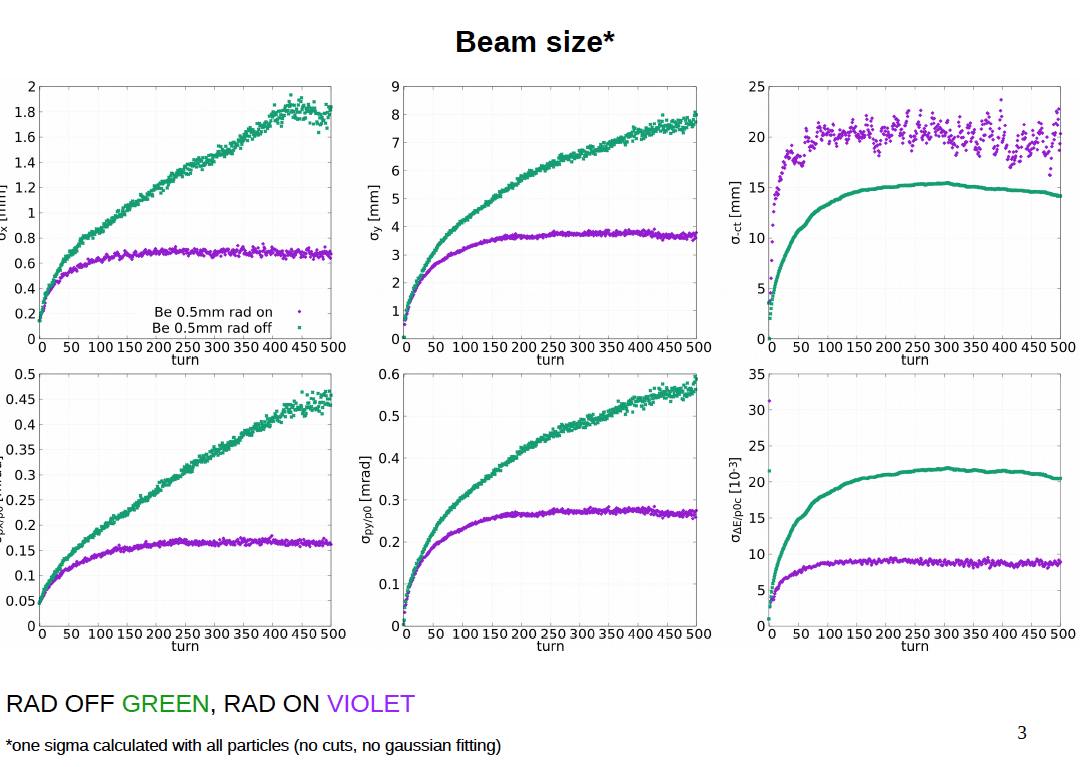 Beam size*
2
1.8
1.6
1.4
1.2
1
0.8
0.6
0.4
0.2
0
σx [mm]
Be 0.5mm rad on
Be 0.5mm rad off
0 50 100 150 200 250 300 350 400 450 500
turn
9
8
7
6
5
4
3
2
1
0
σy [mm]
0 50 100 150 200 250 300 350 400 450 500
turn
25
20
15
10
5
0
σ-ct [mm]
0 50 100 150 200 250 300 350 400 450 500
turn
0.5
0.45
0.4
0.35
0.3
0.25
0.2
0.15
0.1
0.05
0
0 50 100 150 200 250 300 350 400 450 500
turn
0.6
0.5
0.4
0.3
0.2
0.1
0
σpy/p0 [mrad]
0 50 100 150 200 250 300 350 400 450 500
turn
35
30
25
20
15
10
5
0
σΔE/p0c [10-3]
0 50 100 150 200 250 300 350 400 450 500
turn
RAD OFF GREEN, RAD ON VIOLET
*one sigma calculated with all particles (no cuts, no gaussian fitting)
3